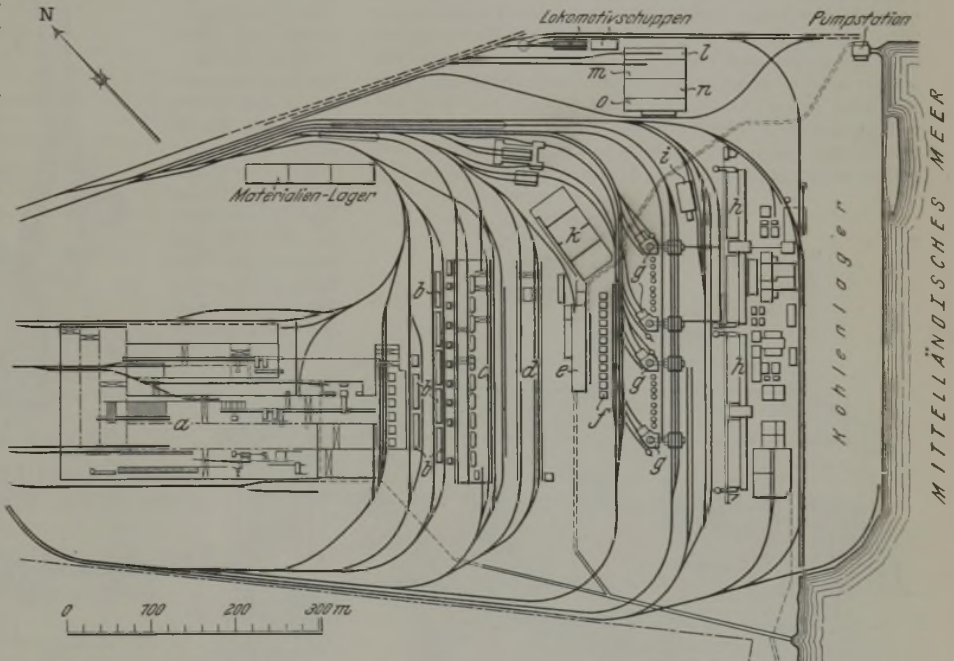 N
Lokomotivschuppen
Pumpstation
l
m
n
o
i
Materialien-Lager
k
h
g
b
c
d
e
g
h
a
b
f
g
b
g
Kohlenlager
MITTELLÄNDISCHES MEER
0 100 200 300 m